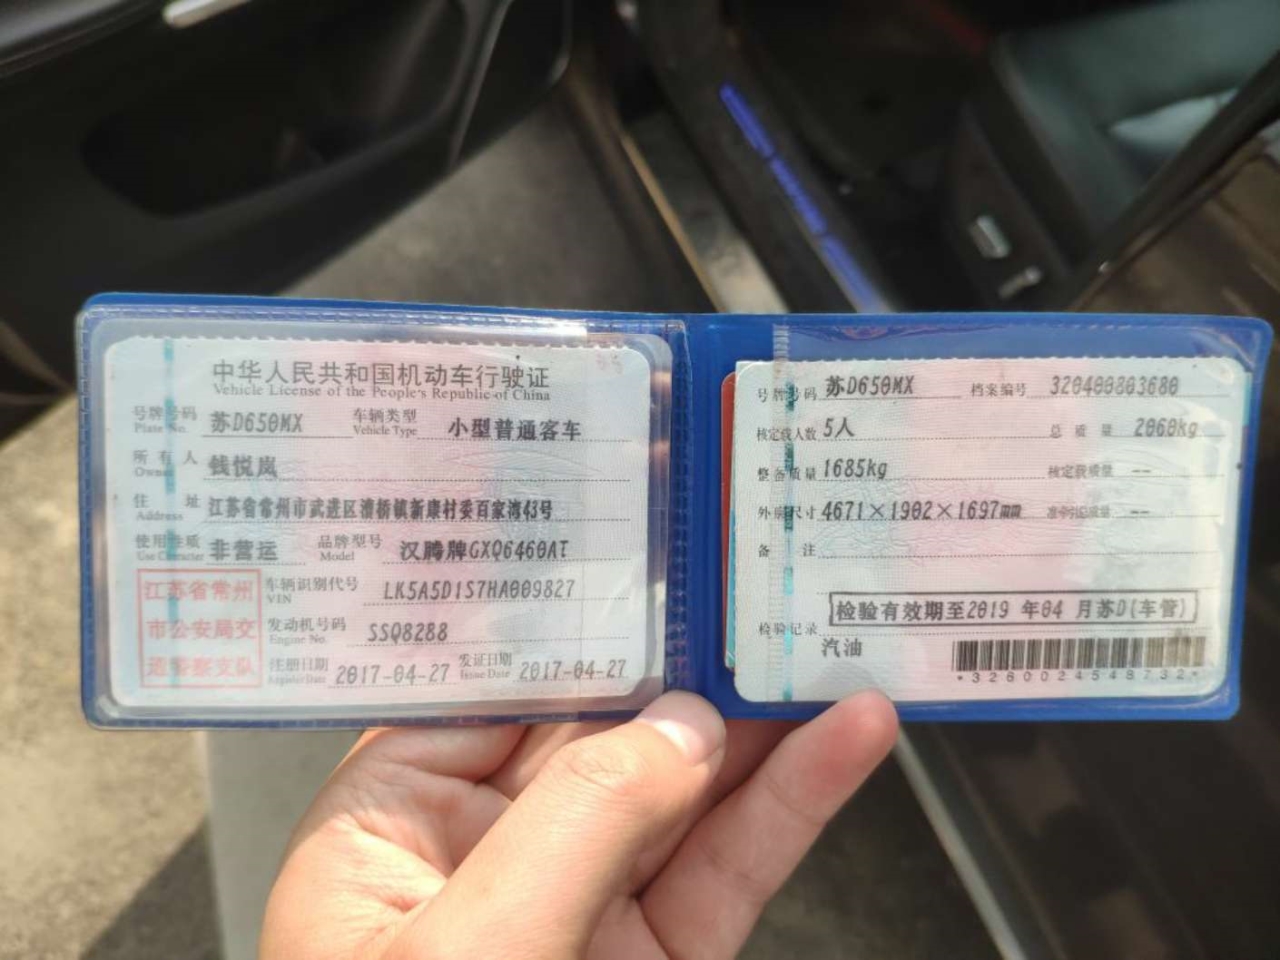 中华人民共和国机动车行驶证
Vehicle License of the People's Republic of China
号牌号码 苏D650MX 车辆类型 小型普通客车
Plate No. Vehicle Type
所有人 钱悦岚
Owner
住址 江苏省常州市武进区漕桥镇新康村委百家湾43号
Address
使用性质 非营运 品牌型号 汉腾牌GXQ6460AT
Use Character Model
江苏省常州市公安局交通警察支队
车辆识别代号 LK5A5D1S7HA009827
VIN
发动机号码 SSQ8288
Engine No.
注册日期 2017-04-27 发证日期 2017-04-27
Register Date Issue Date
号牌号码 苏D650MX 档案编号 320400803680
核定载人数 5人 总质量 2060kg
整备质量 1685kg 核定载质量 --
外廓尺寸 4671×1902×1697mm 准牵引总质量 --
备注
检验有效期至2019年04月苏D(车管)
检验记录
汽油
*3260024548732*